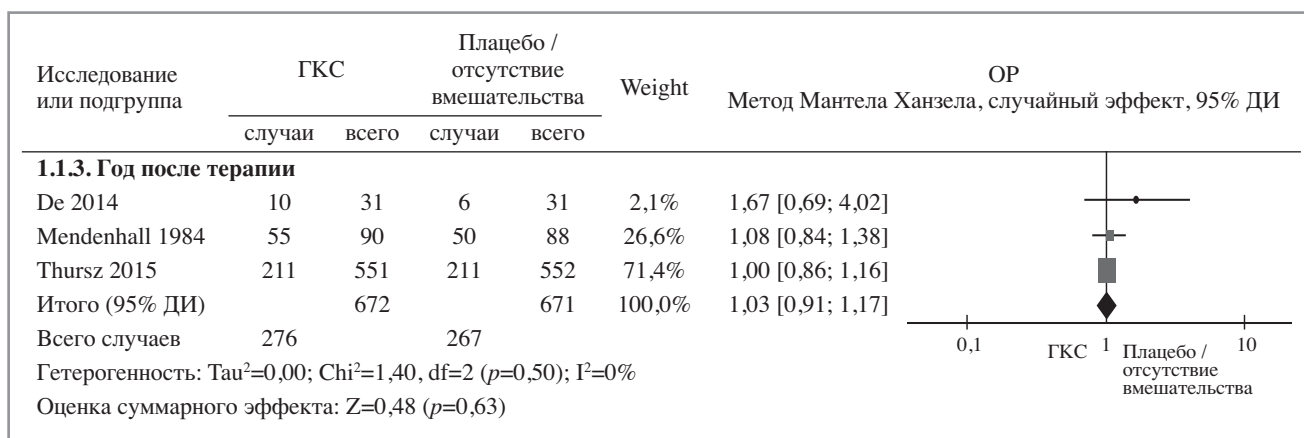 Исследование или подгруппа ГКС Плацебо / отсутствие вмешательства Weight ОР
Метод Мантела Ханзела, случайный эффект, 95% ДИ
случаи всего случаи всего
1.1.3. Год после терапии
De 2014 10 31 6 31 2,1% 1,67 [0,69; 4,02]
Mendenhall 1984 55 90 50 88 26,6% 1,08 [0,84; 1,38]
Thursz 2015 211 551 211 552 71,4% 1,00 [0,86; 1,16]
Итого (95% ДИ) 672 671 100,0% 1,03 [0,91; 1,17]
Всего случаев 276 267
Гетерогенность: Tau²=0,00; Chi²=1,40, df=2 (p=0,50); I²=0%
Оценка суммарного эффекта: Z=0,48 (p=0,63)
0,1 ГКС 1 Плацебо / 10
отсутствие
вмешательства